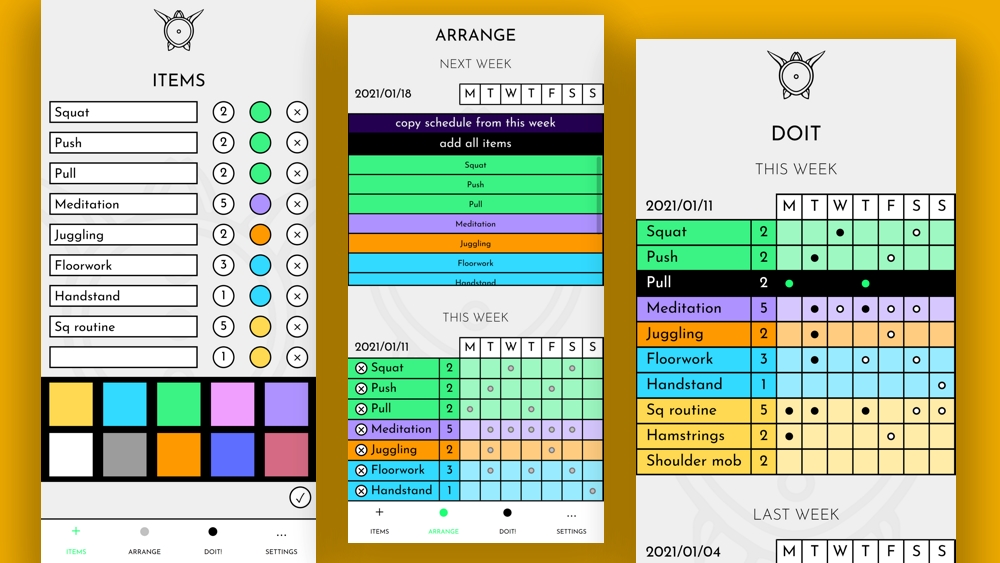 ITEMS
Squat 2 ×
Push 2 ×
Pull 2 ×
Meditation 5 ×
Juggling 2 ×
Floorwork 3 ×
Handstand 1 ×
Sq routine 5 ×
1 ×
+ ITEMS
ARRANGE
DOIT!
... SETTINGS
ARRANGE
NEXT WEEK
2021/01/18 M T W T F S S
copy schedule from this week
add all items
Squat
Push
Pull
Meditation
Juggling
Floorwork
Handstand
THIS WEEK
2021/01/11 M T W T F S S
Squat 2
Push 2
Pull 2
Meditation 5
Juggling 2
Floorwork 3
Handstand 1
+ ITEMS
ARRANGE
DOIT!
... SETTINGS
DOIT
THIS WEEK
2021/01/11 M T W T F S S
Squat 2
Push 2
Pull 2
Meditation 5
Juggling 2
Floorwork 3
Handstand 1
Sq routine 5
Hamstrings 2
Shoulder mob 2
LAST WEEK
2021/01/04 M T W T F S S